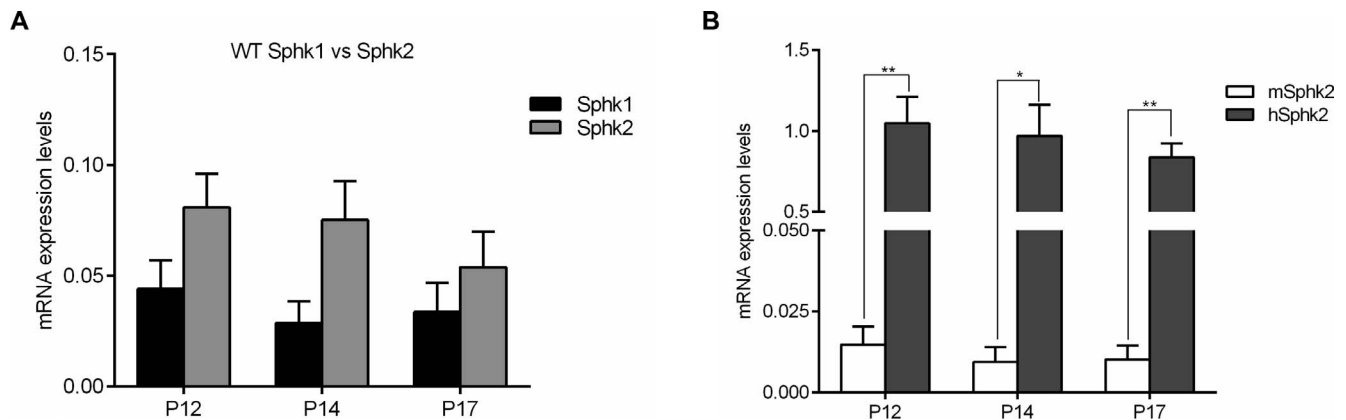 A
WT Sphk1 vs Sphk2
mRNA expression levels
0.15
0.10
0.05
0.00
P12
P14
P17
Sphk1
Sphk2
B
mRNA expression levels
1.5
1.0
0.5
0.050
0.025
0.000
**
*
**
P12
P14
P17
mSphk2
hSphk2